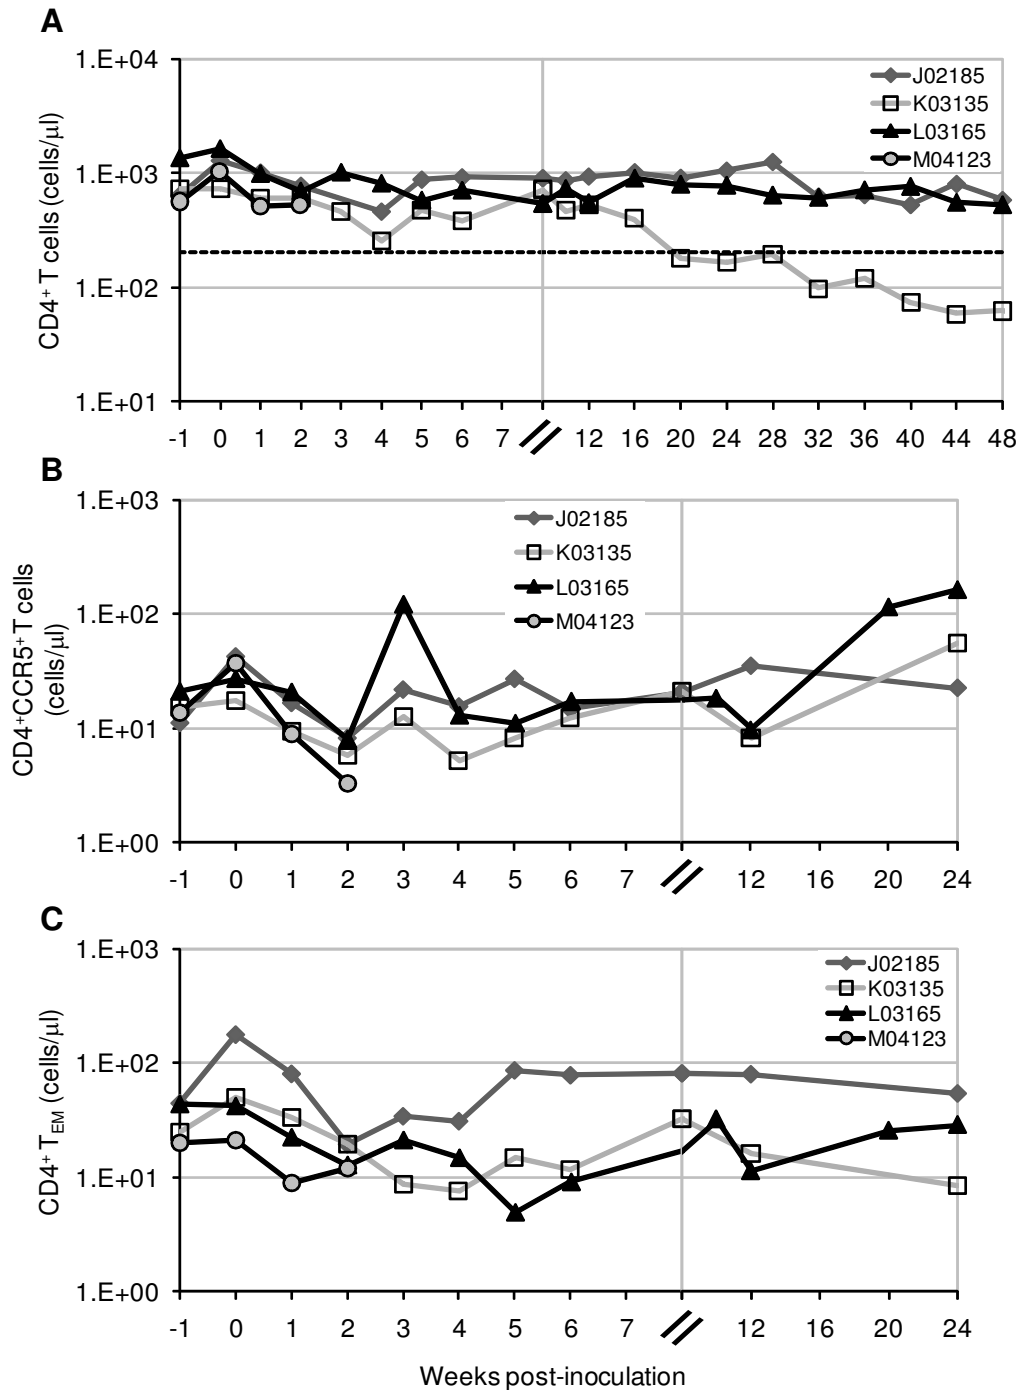 A
CD4+ T cells (cells/µl)
1.E+04
1.E+03
1.E+02
1.E+01
J02185
K03135
L03165
M04123
-1 0 1 2 3 4 5 6 7 // 12 16 20 24 28 32 36 40 44 48
B
CD4+CCR5+ T cells
(cells/µl)
1.E+03
1.E+02
1.E+01
1.E+00
J02185
K03135
L03165
M04123
-1 0 1 2 3 4 5 6 7 // 12 16 20 24
C
CD4+ TEM (cells/µl)
1.E+03
1.E+02
1.E+01
1.E+00
J02185
K03135
L03165
M04123
-1 0 1 2 3 4 5 6 7 // 12 16 20 24
Weeks post-inoculation